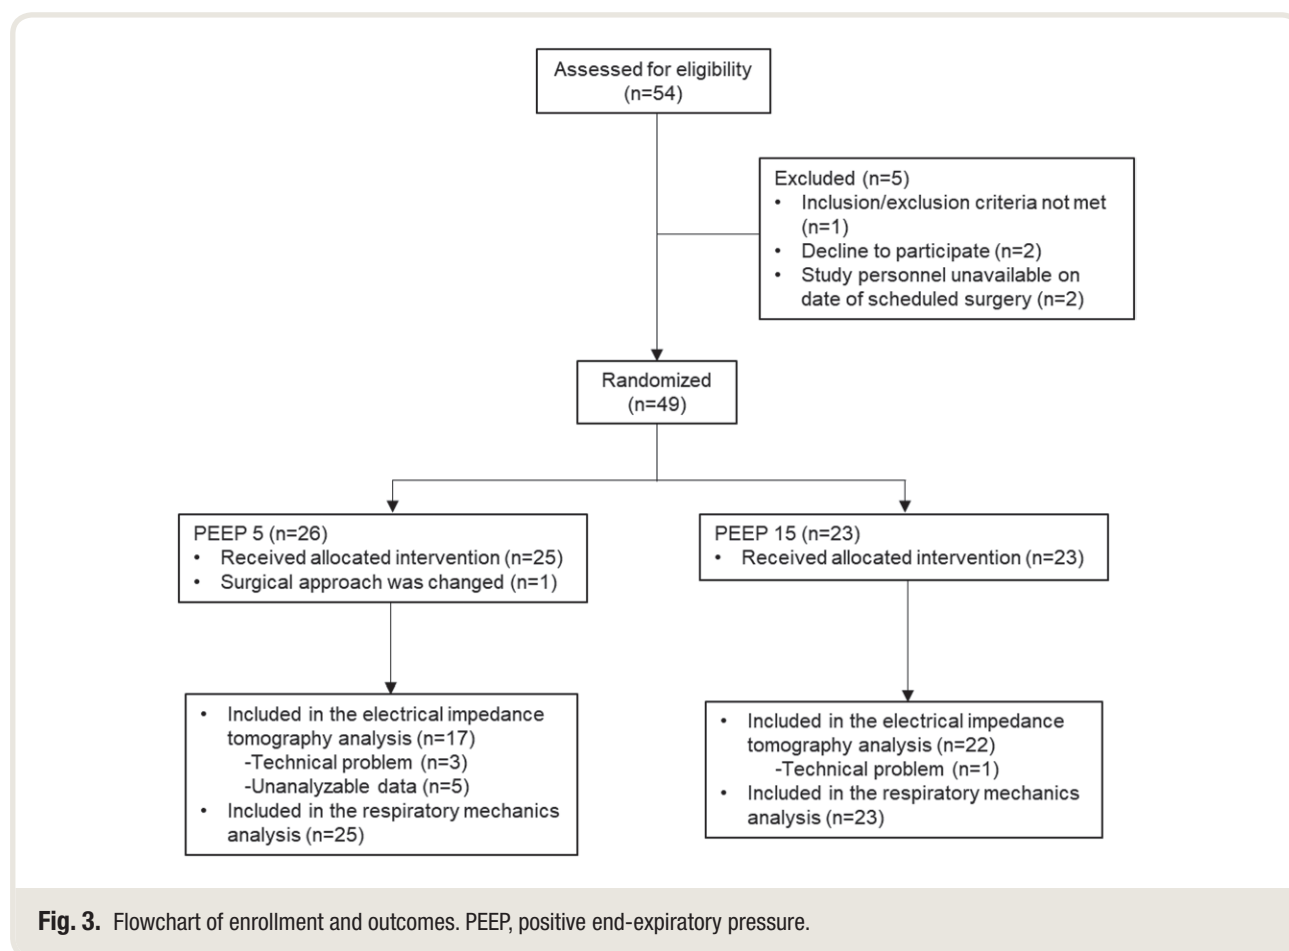 Assessed for eligibility
(n=54)
Excluded (n=5)
• Inclusion/exclusion criteria not met
(n=1)
• Decline to participate (n=2)
• Study personnel unavailable on
date of scheduled surgery (n=2)
Randomized
(n=49)
PEEP 5 (n=26)
• Received allocated intervention (n=25)
• Surgical approach was changed (n=1)
PEEP 15 (n=23)
• Received allocated intervention (n=23)
• Included in the electrical impedance
tomography analysis (n=17)
-Technical problem (n=3)
-Unanalyzable data (n=5)
• Included in the respiratory mechanics
analysis (n=25)
• Included in the electrical impedance
tomography analysis (n=22)
-Technical problem (n=1)
• Included in the respiratory mechanics
analysis (n=23)
Fig. 3. Flowchart of enrollment and outcomes. PEEP, positive end-expiratory pressure.